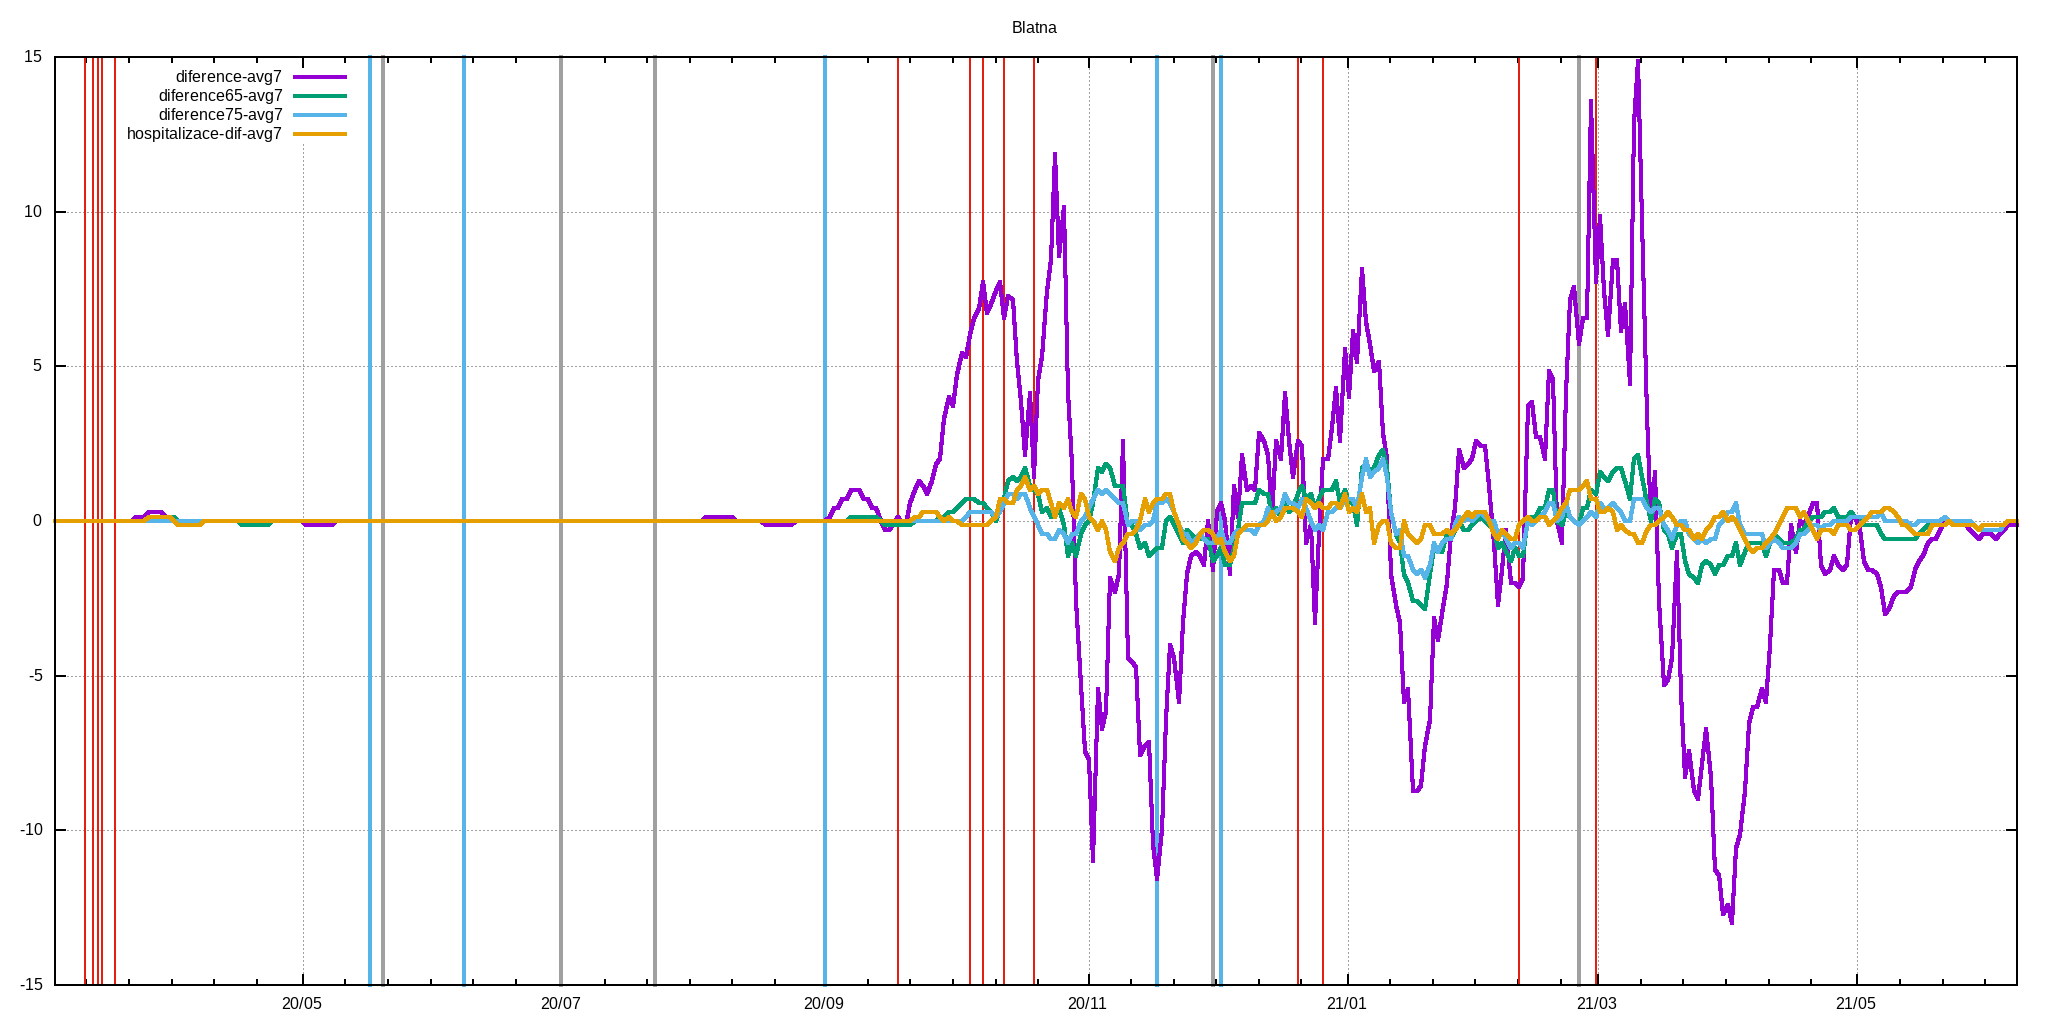 Blatna
diference-avg7
diference65-avg7
diference75-avg7
hospitalizace-dif-avg7
15
10
5
0
-5
-10
-15
20/05 20/07 20/09 20/11 21/01 21/03 21/05